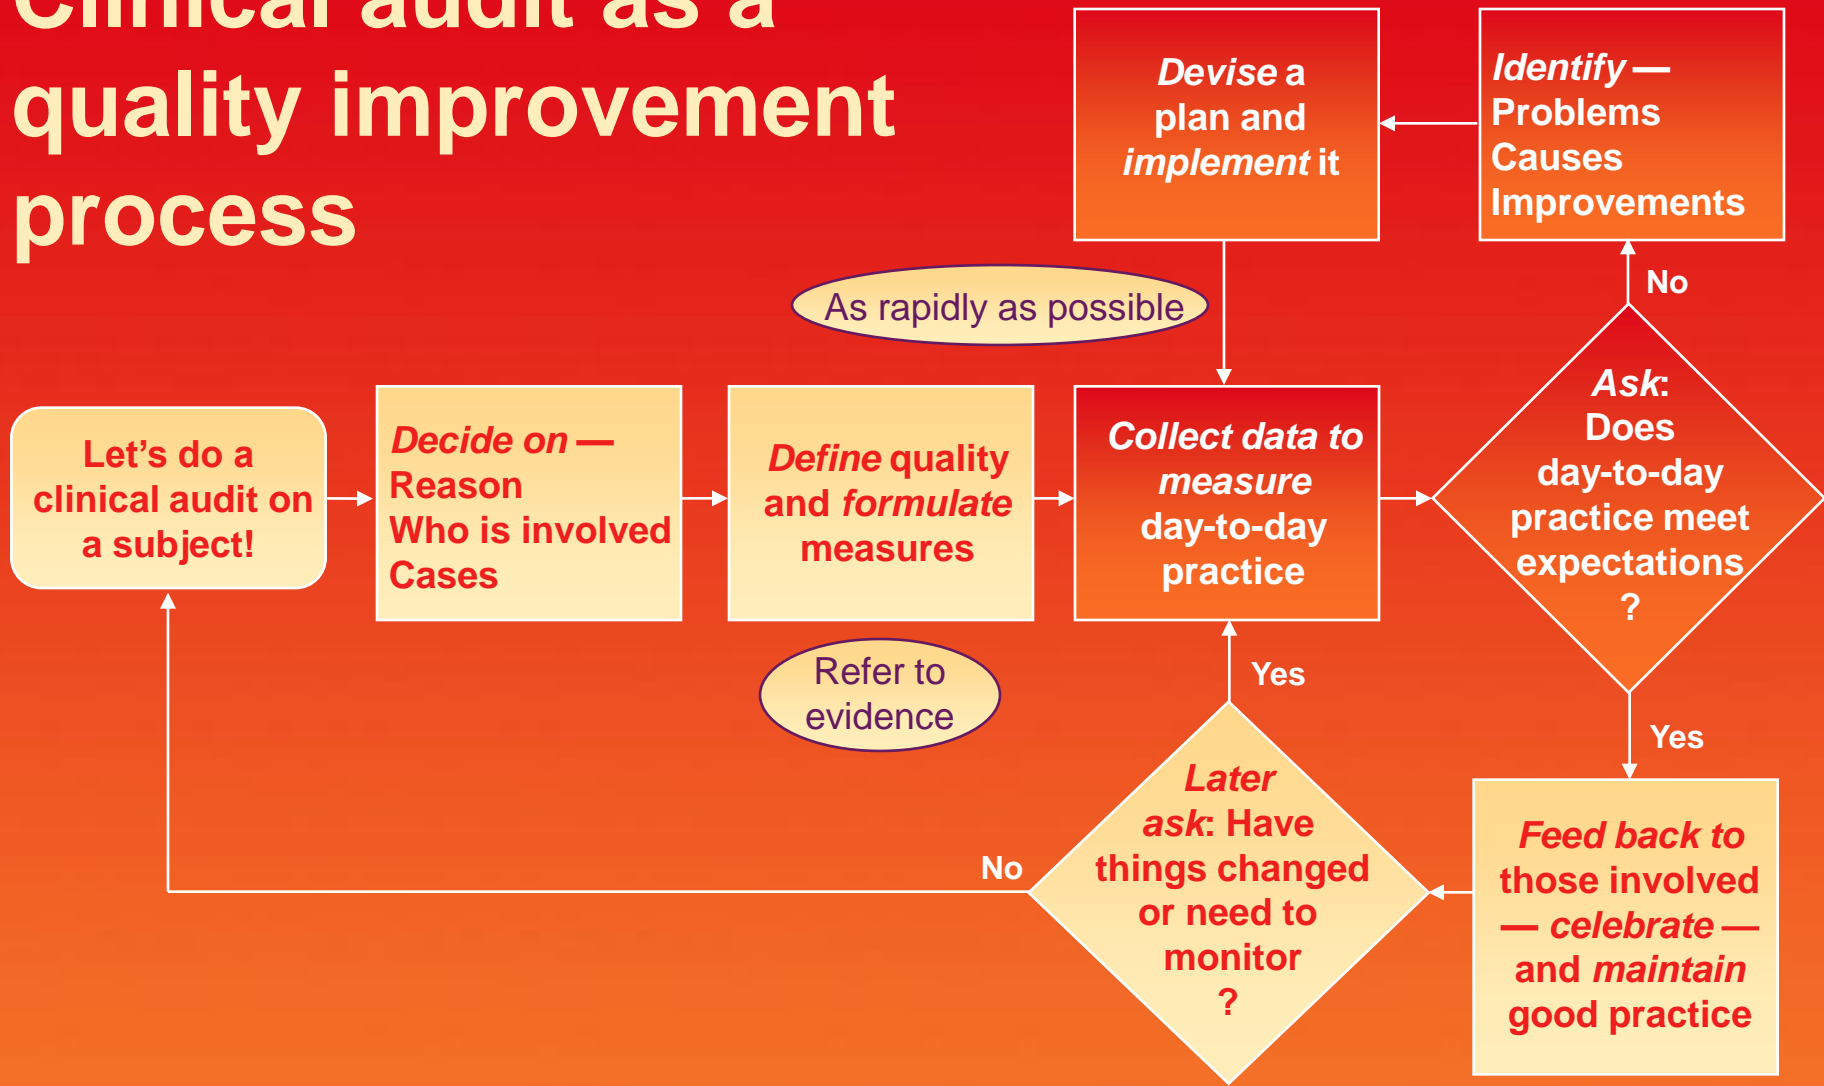 Clinical audit as a
quality improvement
process
Devise a
plan and
implement it
Identify —
Problems
Causes
Improvements
No
As rapidly as possible
Let’s do a
clinical audit on
a subject!
Decide on —
Reason
Who is involved
Cases
Define quality
and formulate
measures
Collect data to
measure
day-to-day
practice
Ask:
Does
day-to-day
practice meet
expectations
?
Refer to
evidence
Yes
Yes
Later
ask: Have
things changed
or need to
monitor
?
No
Feed back to
those involved
— celebrate —
and maintain
good practice